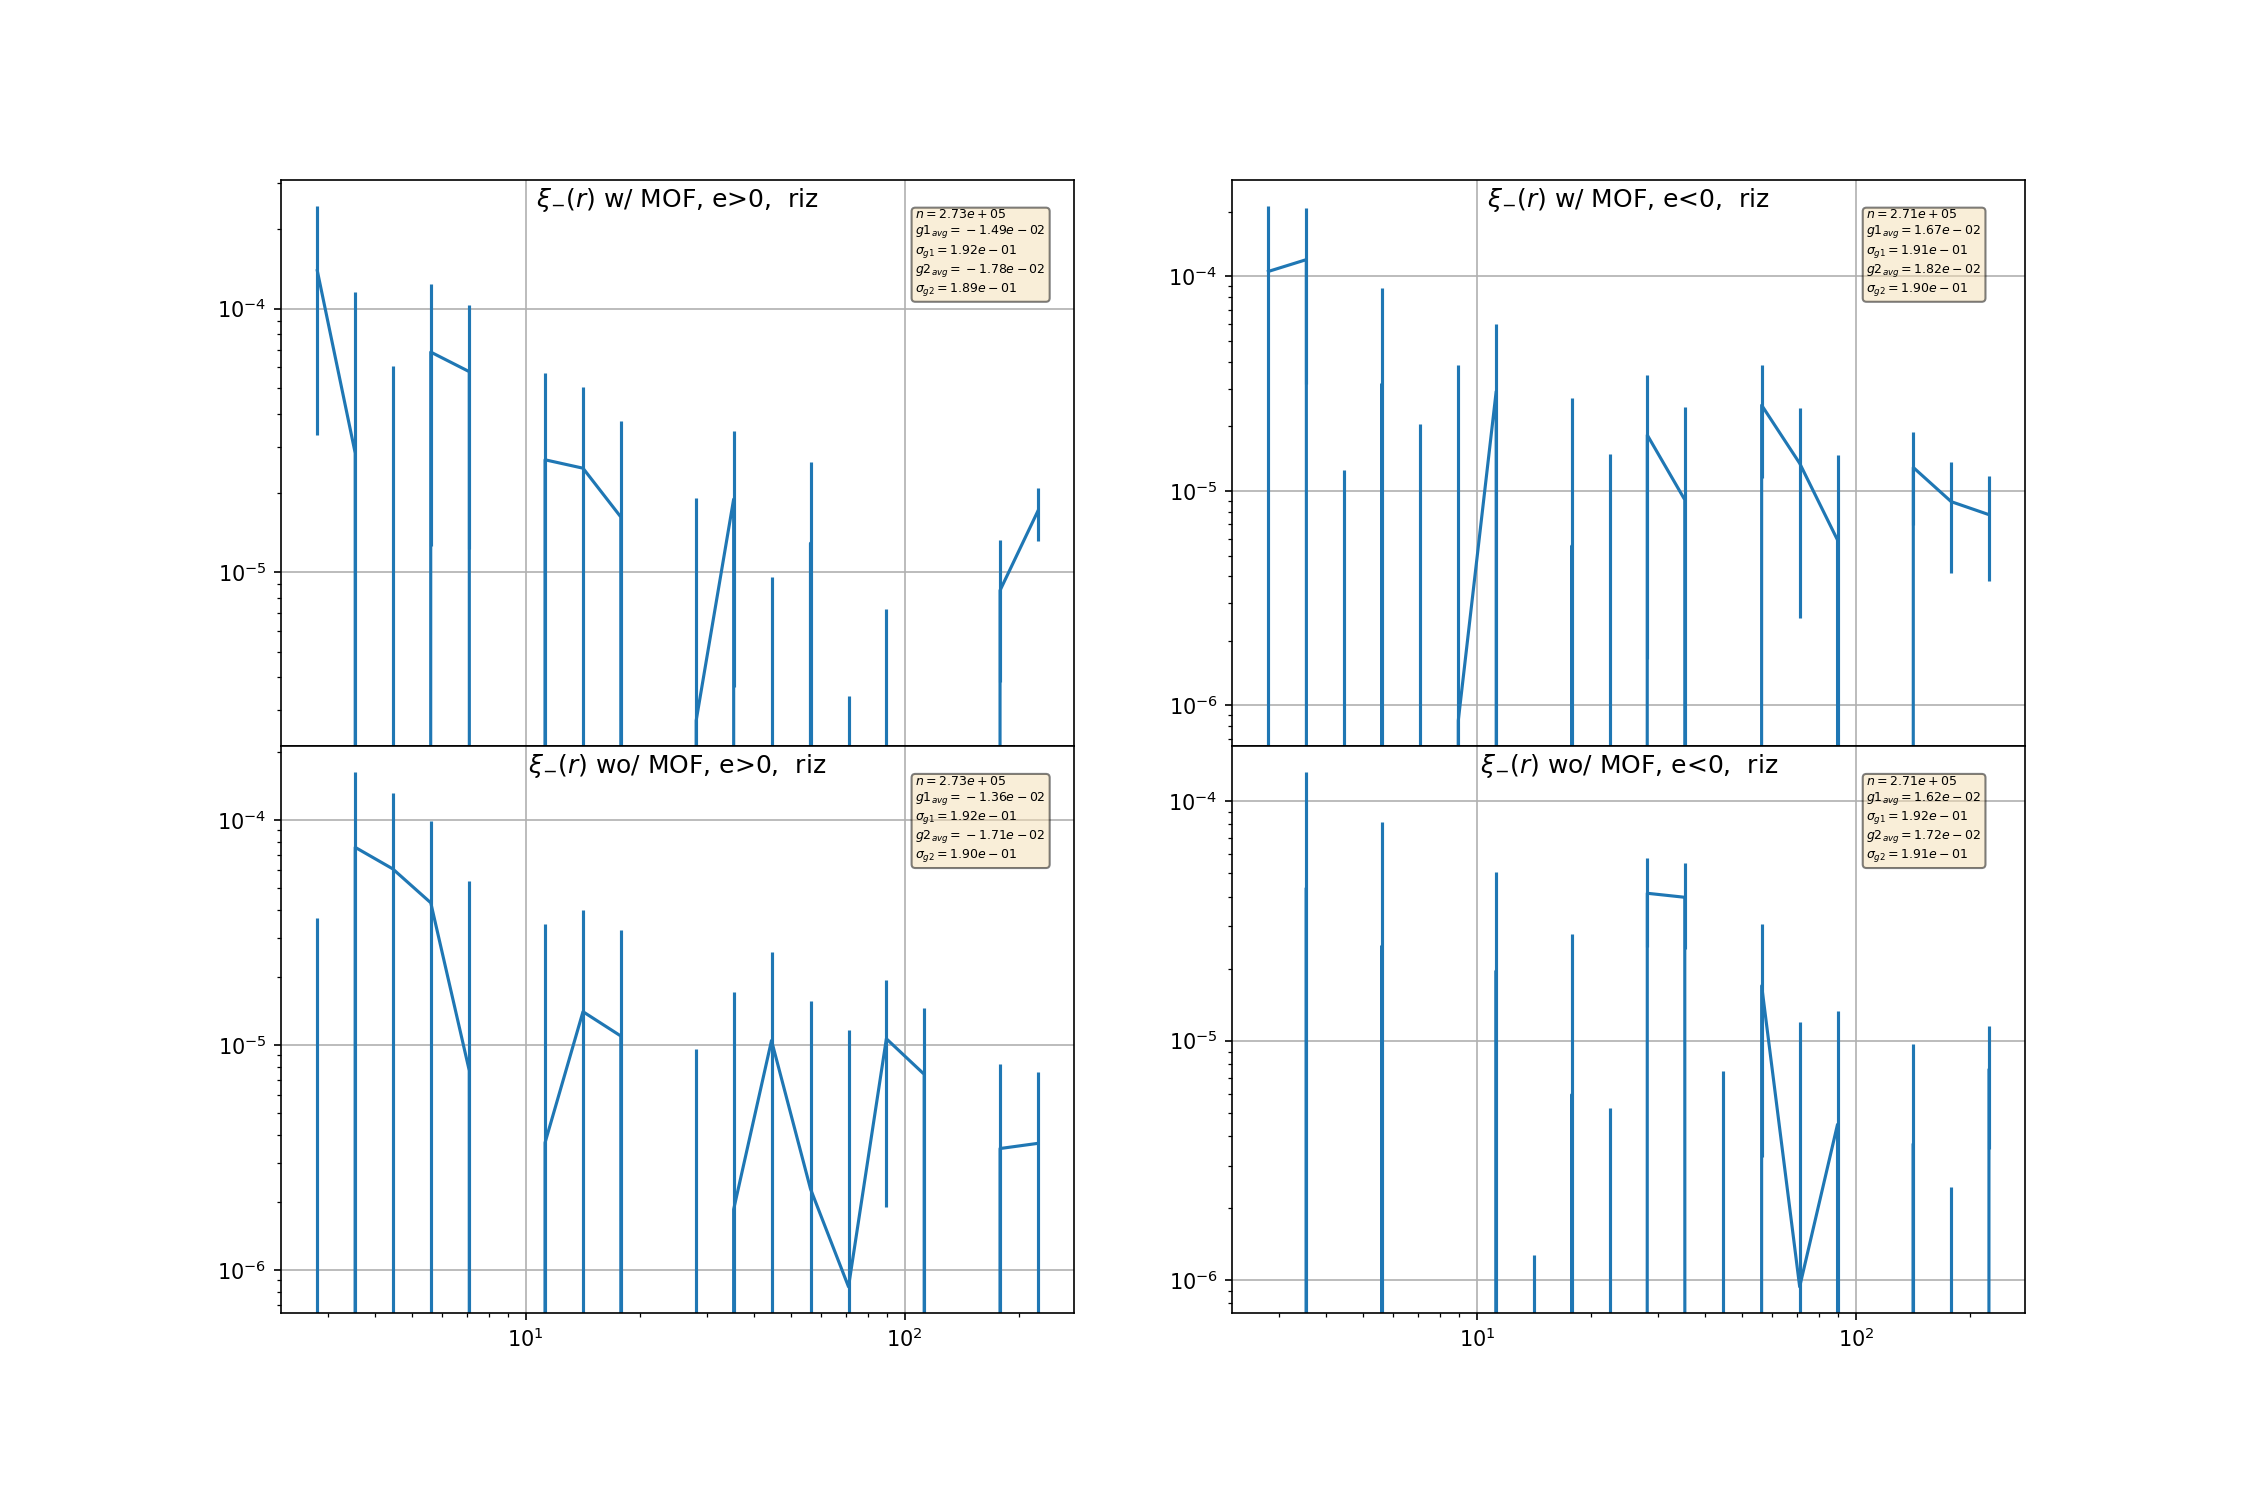 ξ₋(r) w/ MOF, e>0,  riz
n = 2.73e + 05
g1avg = −1.49e − 02
σg1 = 1.92e − 01
g2avg = −1.78e − 02
σg2 = 1.89e − 01
10⁻⁴
10⁻⁵
ξ₋(r) w/ MOF, e<0,  riz
n = 2.71e + 05
g1avg = 1.67e − 02
σg1 = 1.91e − 01
g2avg = 1.82e − 02
σg2 = 1.90e − 01
10⁻⁴
10⁻⁵
10⁻⁶
ξ₋(r) wo/ MOF, e>0,  riz
n = 2.73e + 05
g1avg = −1.36e − 02
σg1 = 1.92e − 01
g2avg = −1.71e − 02
σg2 = 1.90e − 01
10⁻⁴
10⁻⁵
10⁻⁶
10¹ 10²
ξ₋(r) wo/ MOF, e<0,  riz
n = 2.71e + 05
g1avg = 1.62e − 02
σg1 = 1.92e − 01
g2avg = 1.72e − 02
σg2 = 1.91e − 01
10⁻⁴
10⁻⁵
10⁻⁶
10¹ 10²